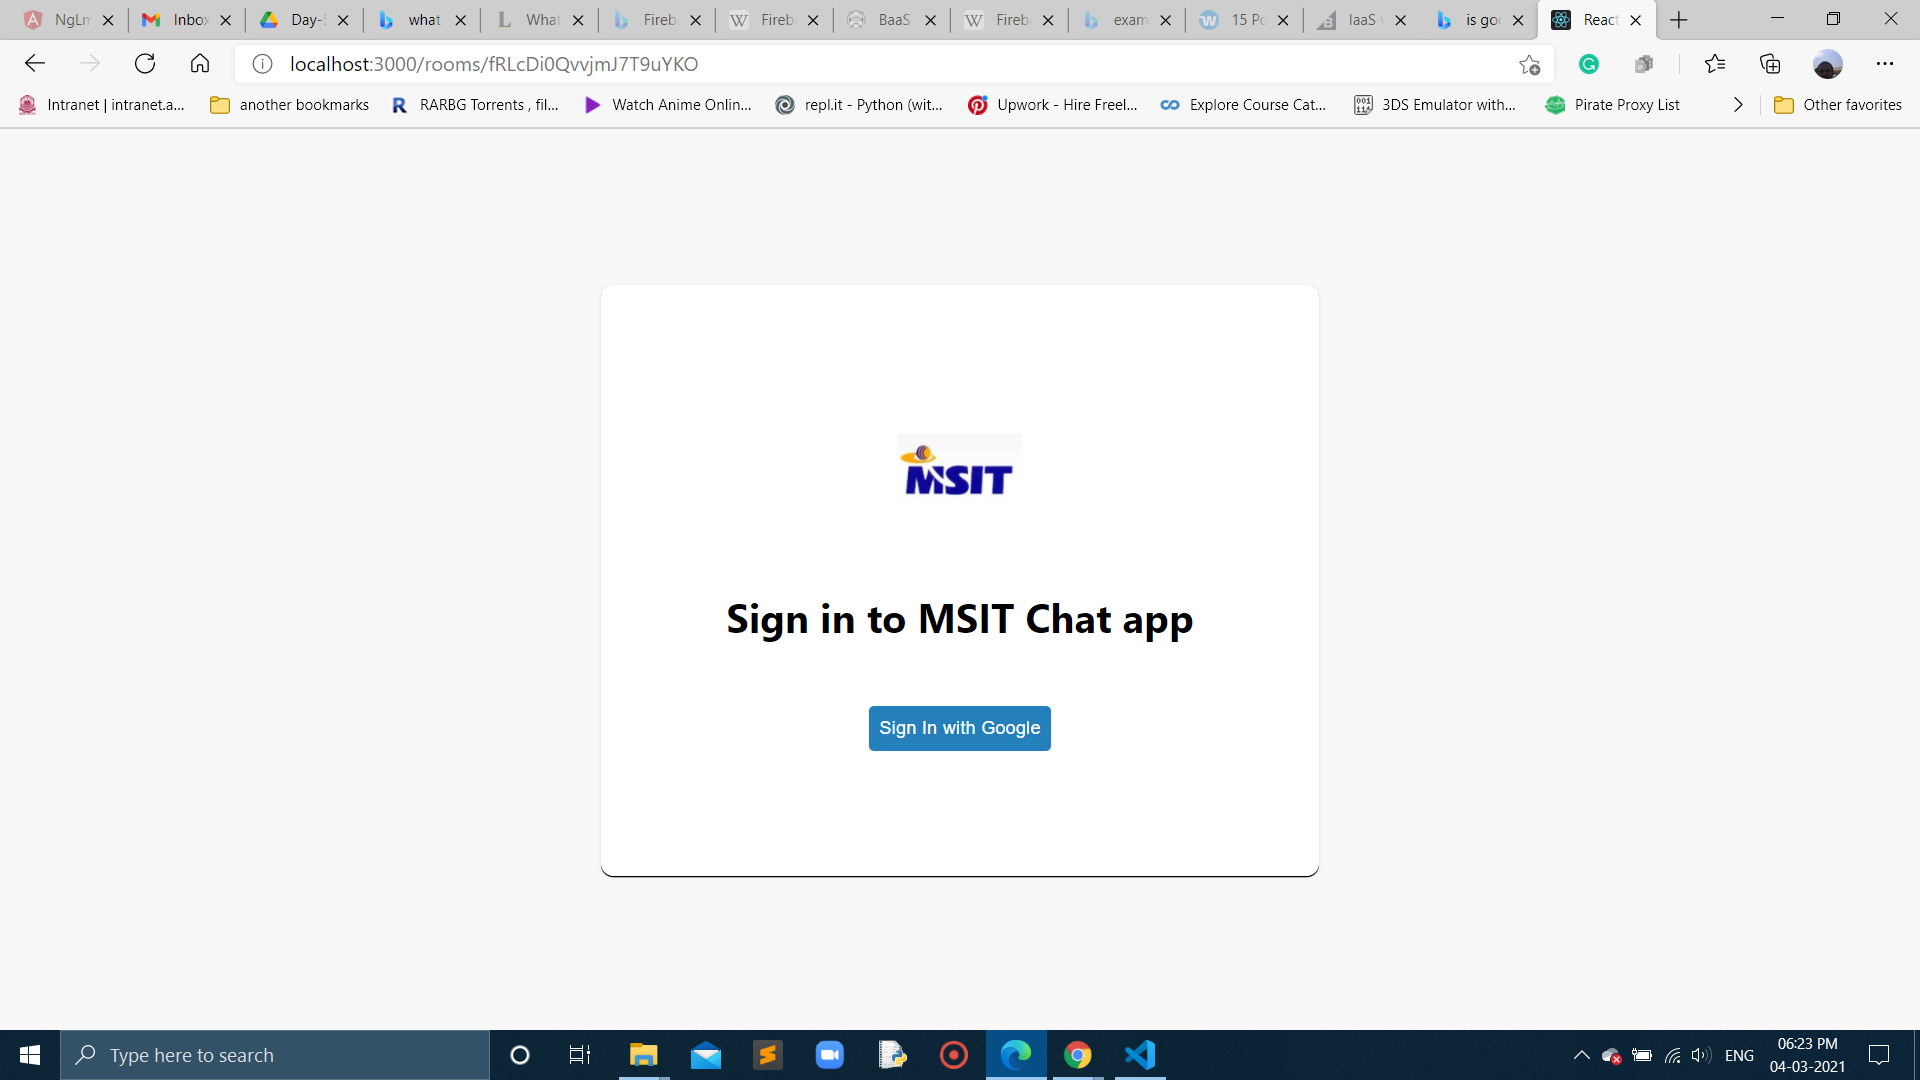 NgLm
Inbox
Day-5
what
What
Fireb
Fireb
BaaS
Fireb
exam
15 Po
IaaS v
is goo
React
localhost:3000/rooms/fRLcDi0QvvjmJ7T9uYKO
Intranet | intranet.a...
another bookmarks
RARBG Torrents , fil...
Watch Anime Onlin...
repl.it - Python (wit...
Upwork - Hire Freel...
Explore Course Cat...
3DS Emulator with...
Pirate Proxy List
Other favorites
MSIT
Sign in to MSIT Chat app
Sign In with Google
Type here to search
ENG
06:23 PM
04-03-2021